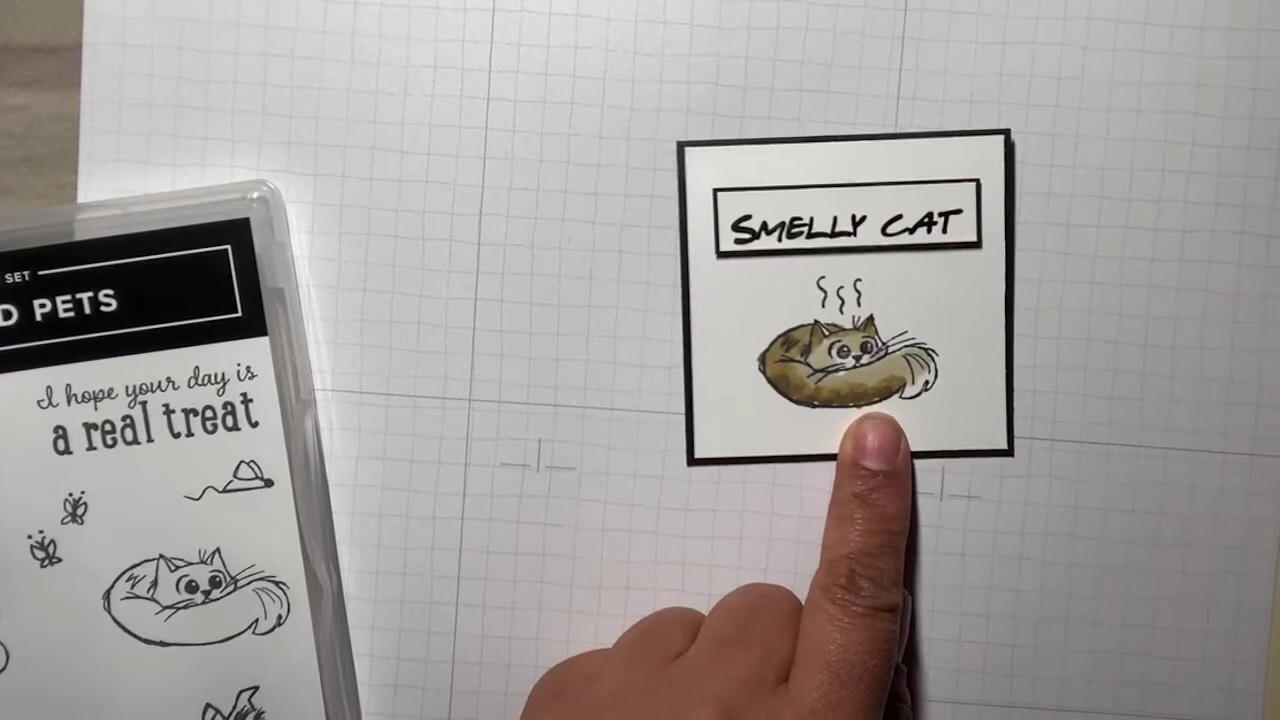 SMELLY CAT
SET
D PETS
I hope your day is
a real treat